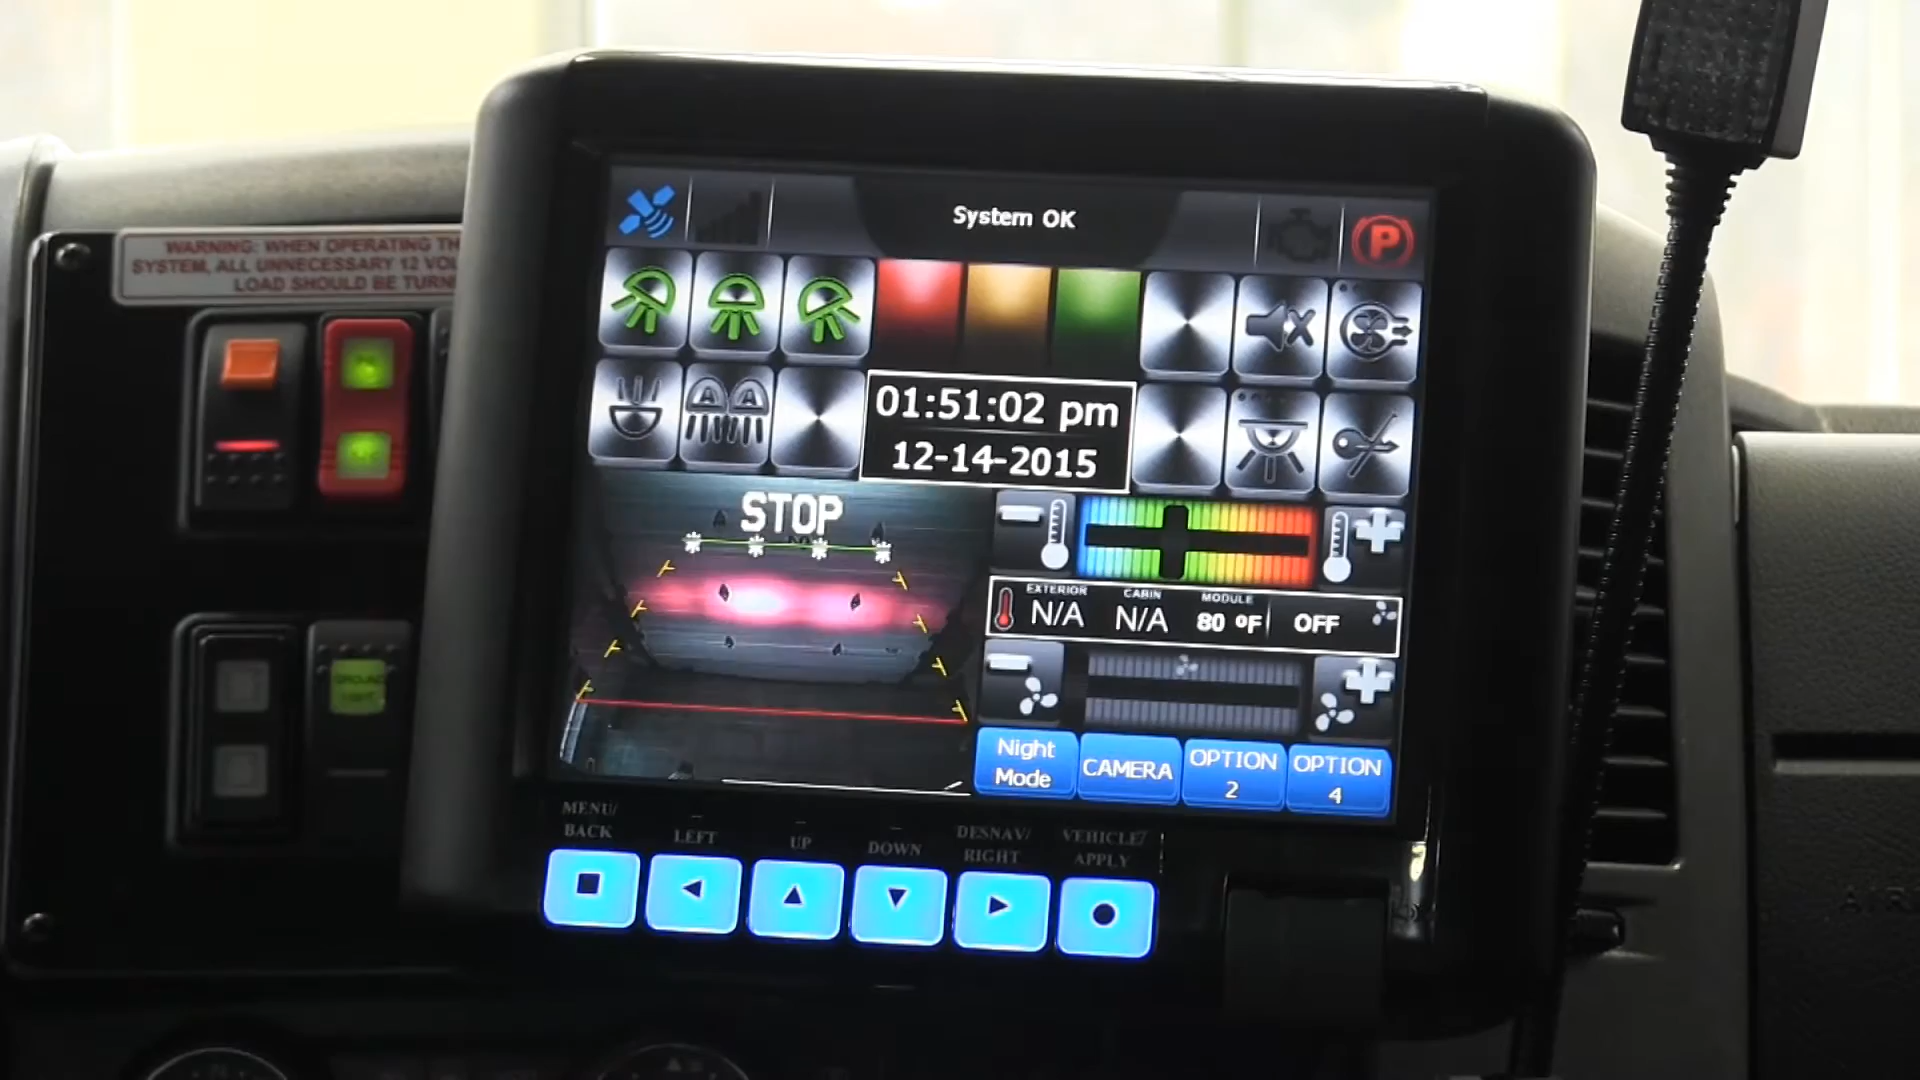 System OK
P
WARNING: WHEN OPERATING TH
SYSTEM, ALL UNNECESSARY 12 VOL
LOAD SHOULD BE TURN
A A
01:51:02 pm
12-14-2015
STOP
EXTERIOR CABIN MODULE
N/A N/A 80 ºF OFF
Night
Mode
CAMERA
OPTION
2
OPTION
4
MENU/
BACK
LEFT
UP
DOWN
DESNAV/
RIGHT
VEHICLE/
APPLY
GROUND